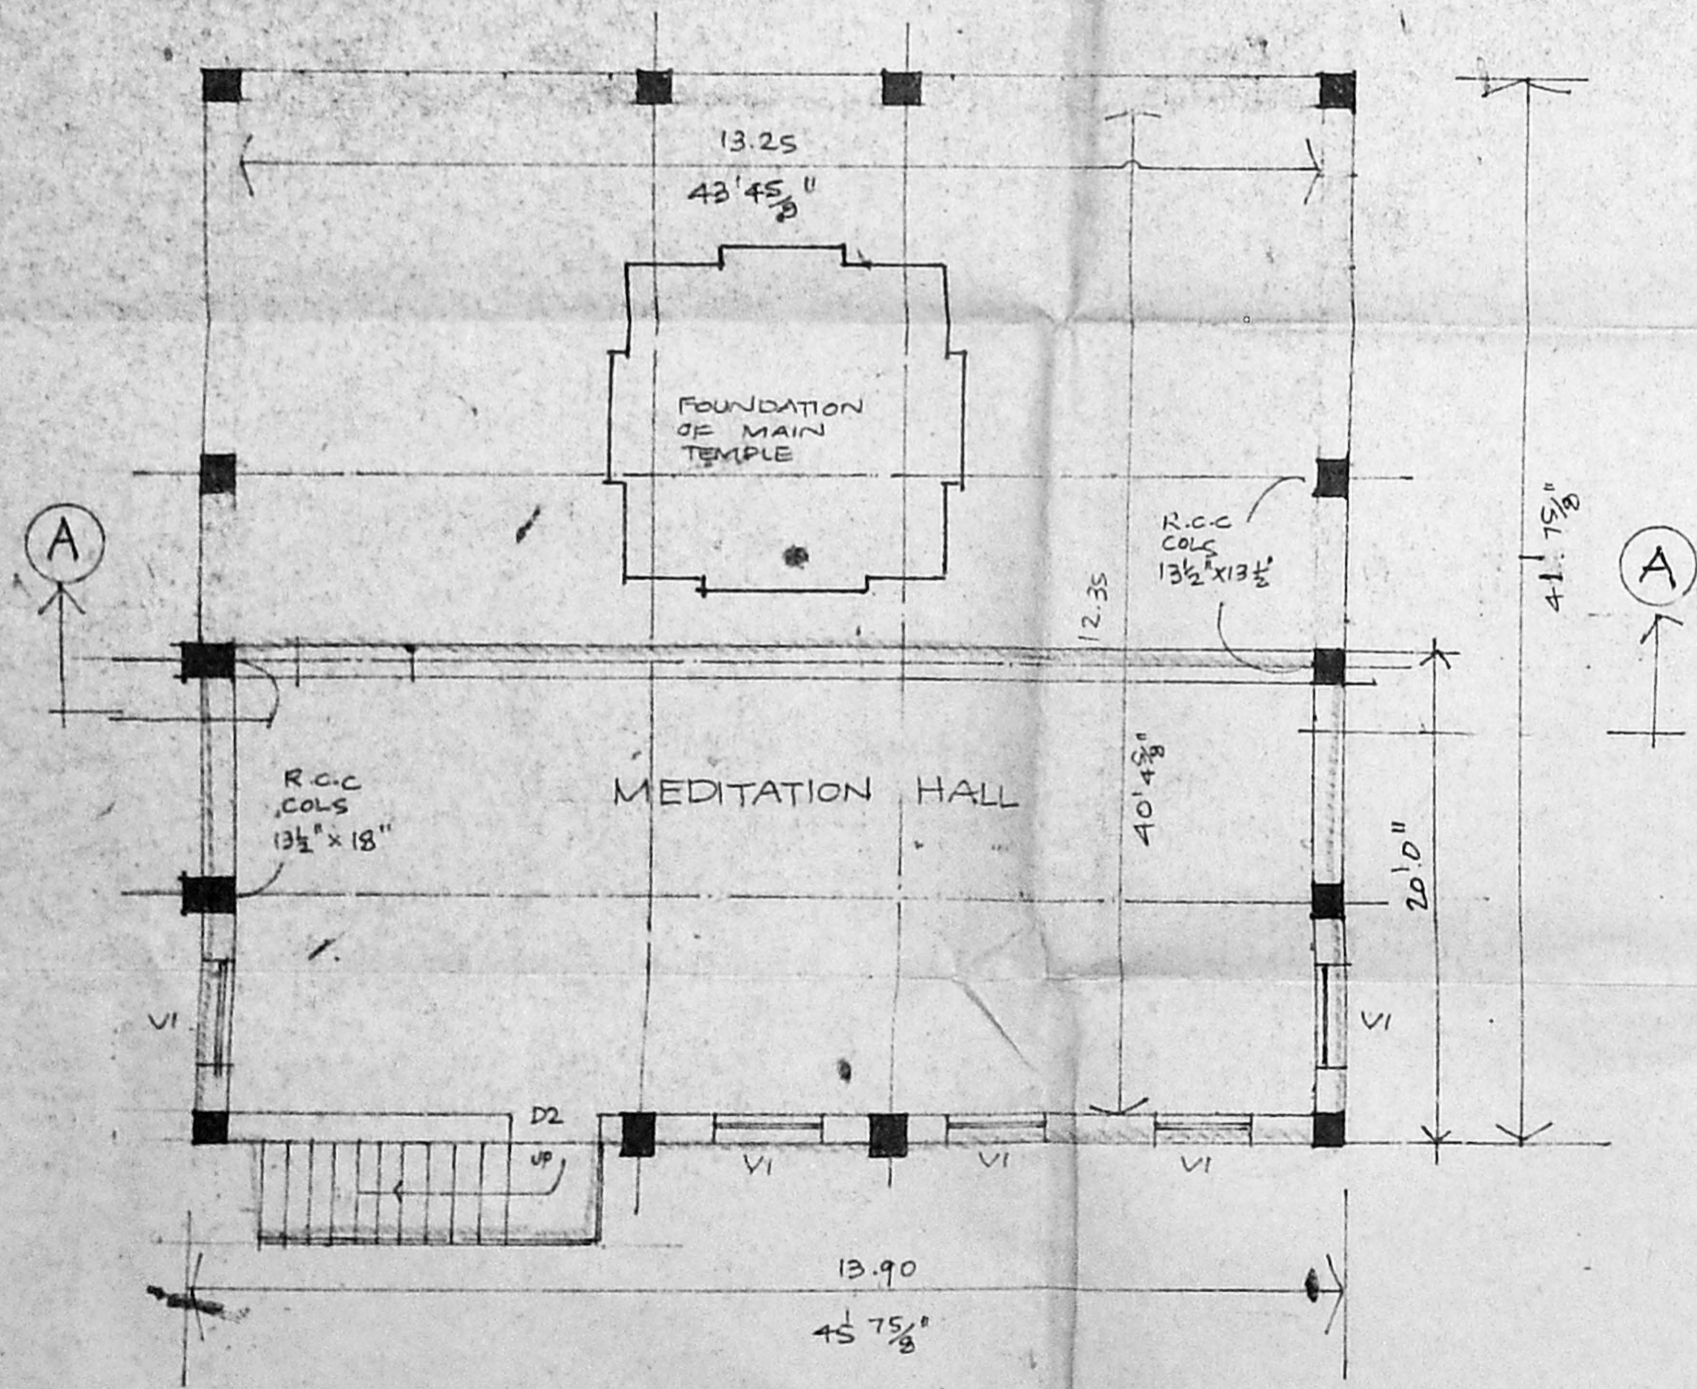 13.25
43'4 5/8"
FOUNDATION
OF MAIN
TEMPLE
A
R.C.C
COLS
13½"×13½"
A
41'.7 5/8"
12.35
40'4 5/8"
MEDITATION HALL
R.C.C
COLS
13½"×18"
20'.0"
V1
V1
D2
UP
V1
V1
V1
13.90
45' 7 5/8"